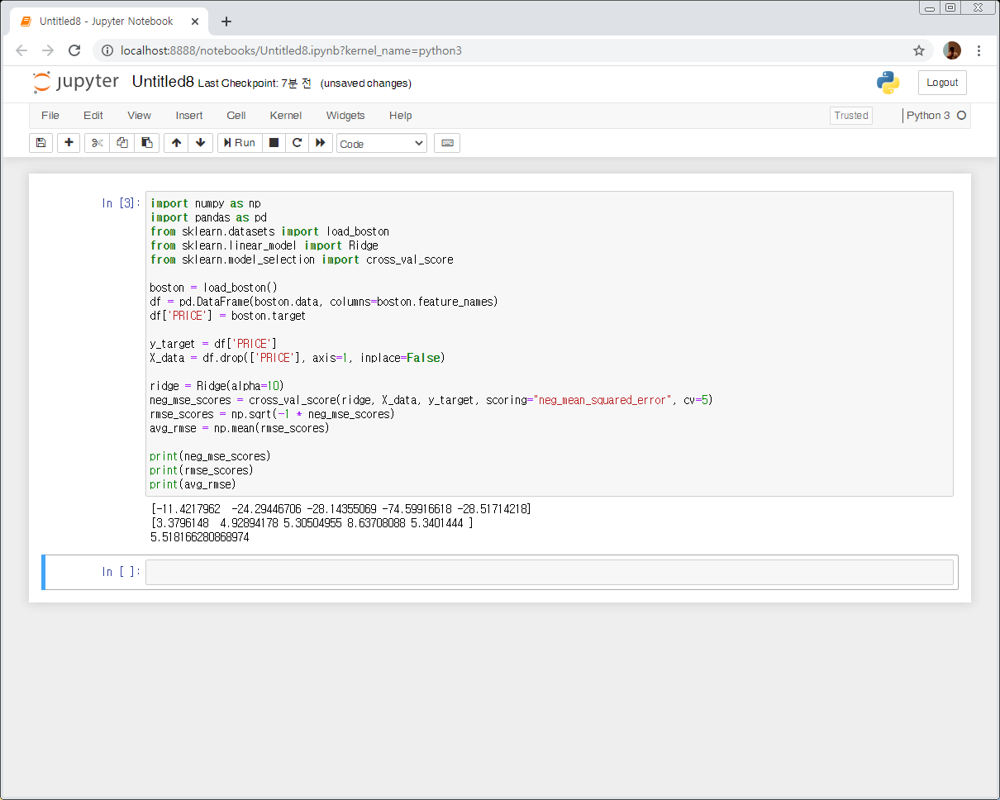 Untitled8 - Jupyter Notebook
localhost:8888/notebooks/Untitled8.ipynb?kernel_name=python3
jupyter Untitled8 Last Checkpoint: 7분 전 (unsaved changes)
Logout
File Edit View Insert Cell Kernel Widgets Help
Trusted
Python 3
Run
Code
In [3]:
import numpy as np
import pandas as pd
from sklearn.datasets import load_boston
from sklearn.linear_model import Ridge
from sklearn.model_selection import cross_val_score
boston = load_boston()
df = pd.DataFrame(boston.data, columns=boston.feature_names)
df['PRICE'] = boston.target
y_target = df['PRICE']
X_data = df.drop(['PRICE'], axis=1, inplace=False)
ridge = Ridge(alpha=10)
neg_mse_scores = cross_val_score(ridge, X_data, y_target, scoring="neg_mean_squared_error", cv=5)
rmse_scores = np.sqrt(-1 * neg_mse_scores)
avg_rmse = np.mean(rmse_scores)
print(neg_mse_scores)
print(rmse_scores)
print(avg_rmse)
[-11.4217962  -24.29446706 -28.14355069 -74.59916618 -28.51714218]
[3.3796148  4.92894178 5.30504955 8.63708088 5.3401444 ]
5.518166280868974
In [ ]: